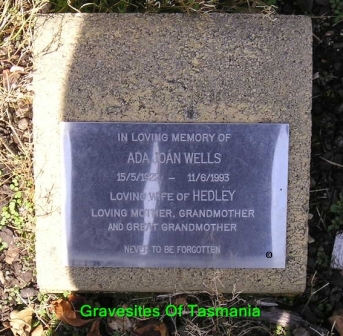 IN LOVING MEMORY OF
ADA JOAN WELLS
– 11/6/1993
LOVING WIFE OF HEDLEY
LOVING MOTHER, GRANDMOTHER
AND GREAT GRANDMOTHER
NEVER TO BE FORGOTTEN
Gravesites Of Tasmania